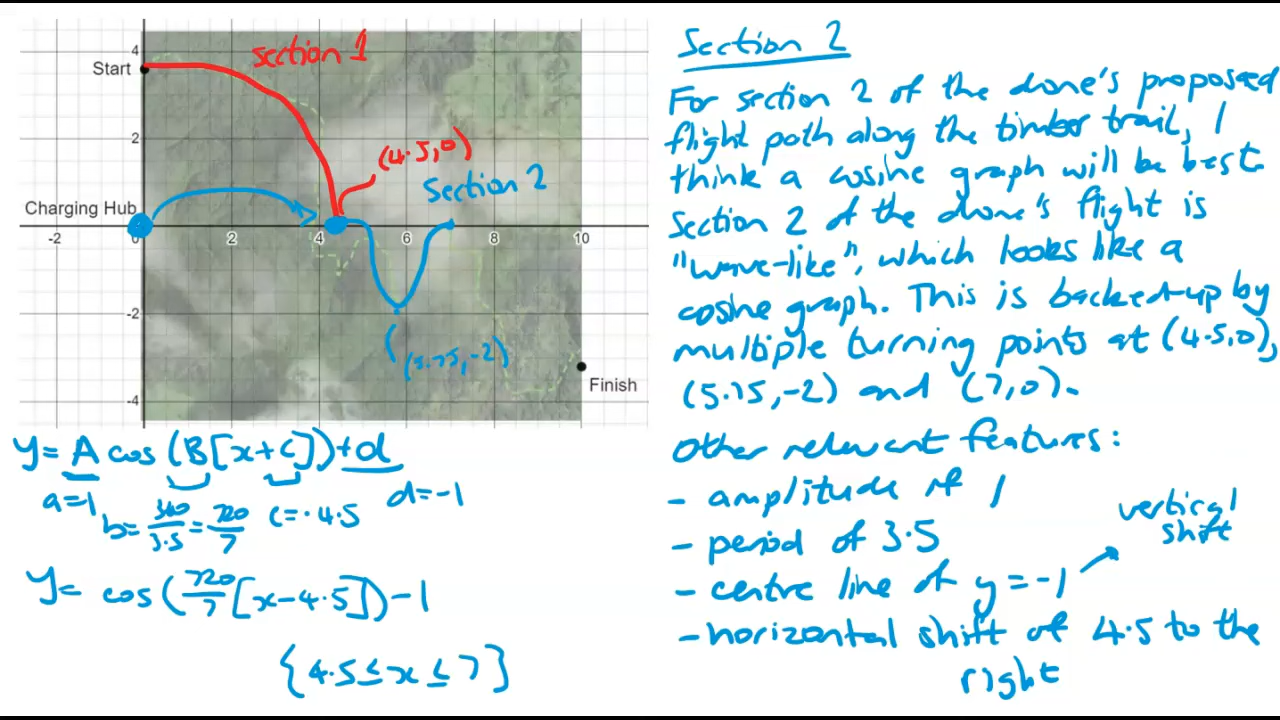 4
Start
section 1
2
(4.5,0)
section 2
Charging Hub
-2
0
2
4
6
8
10
-2
(5.75,-2)
Finish
-4
y= A cos (B[x+c])+d
a=1
b= 360/3.5 = 720/7
c=-4.5
d=-1
y= cos(720/7[x-4.5])-1
{4.5≤x≤7}
Section 2
For section 2 of the drone's proposed
flight path along the timber trail, I
think a cosine graph will be best.
Section 2 of the drone's flight is
"wave-like", which looks like a
cosine graph. This is backed-up by
multiple turning points at (4.5,0),
(5.75,-2) and (7,0).
Other relevant features:
- amplitude of 1
- period of 3.5
- centre line of y=-1
vertical
shift
- horizontal shift of 4.5 to the
right